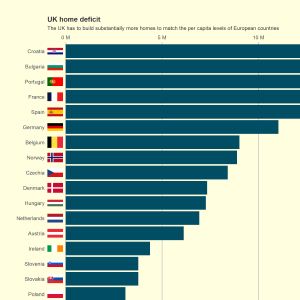 UK home deficit
The UK has to build substantially more homes to match the per capita levels of European countries
0 M 5 M 10 M
Croatia
Bulgaria
Portugal
France
Spain
Germany
Belgium
Norway
Czechia
Denmark
Hungary
Netherlands
Austria
Ireland
Slovenia
Slovakia
Poland